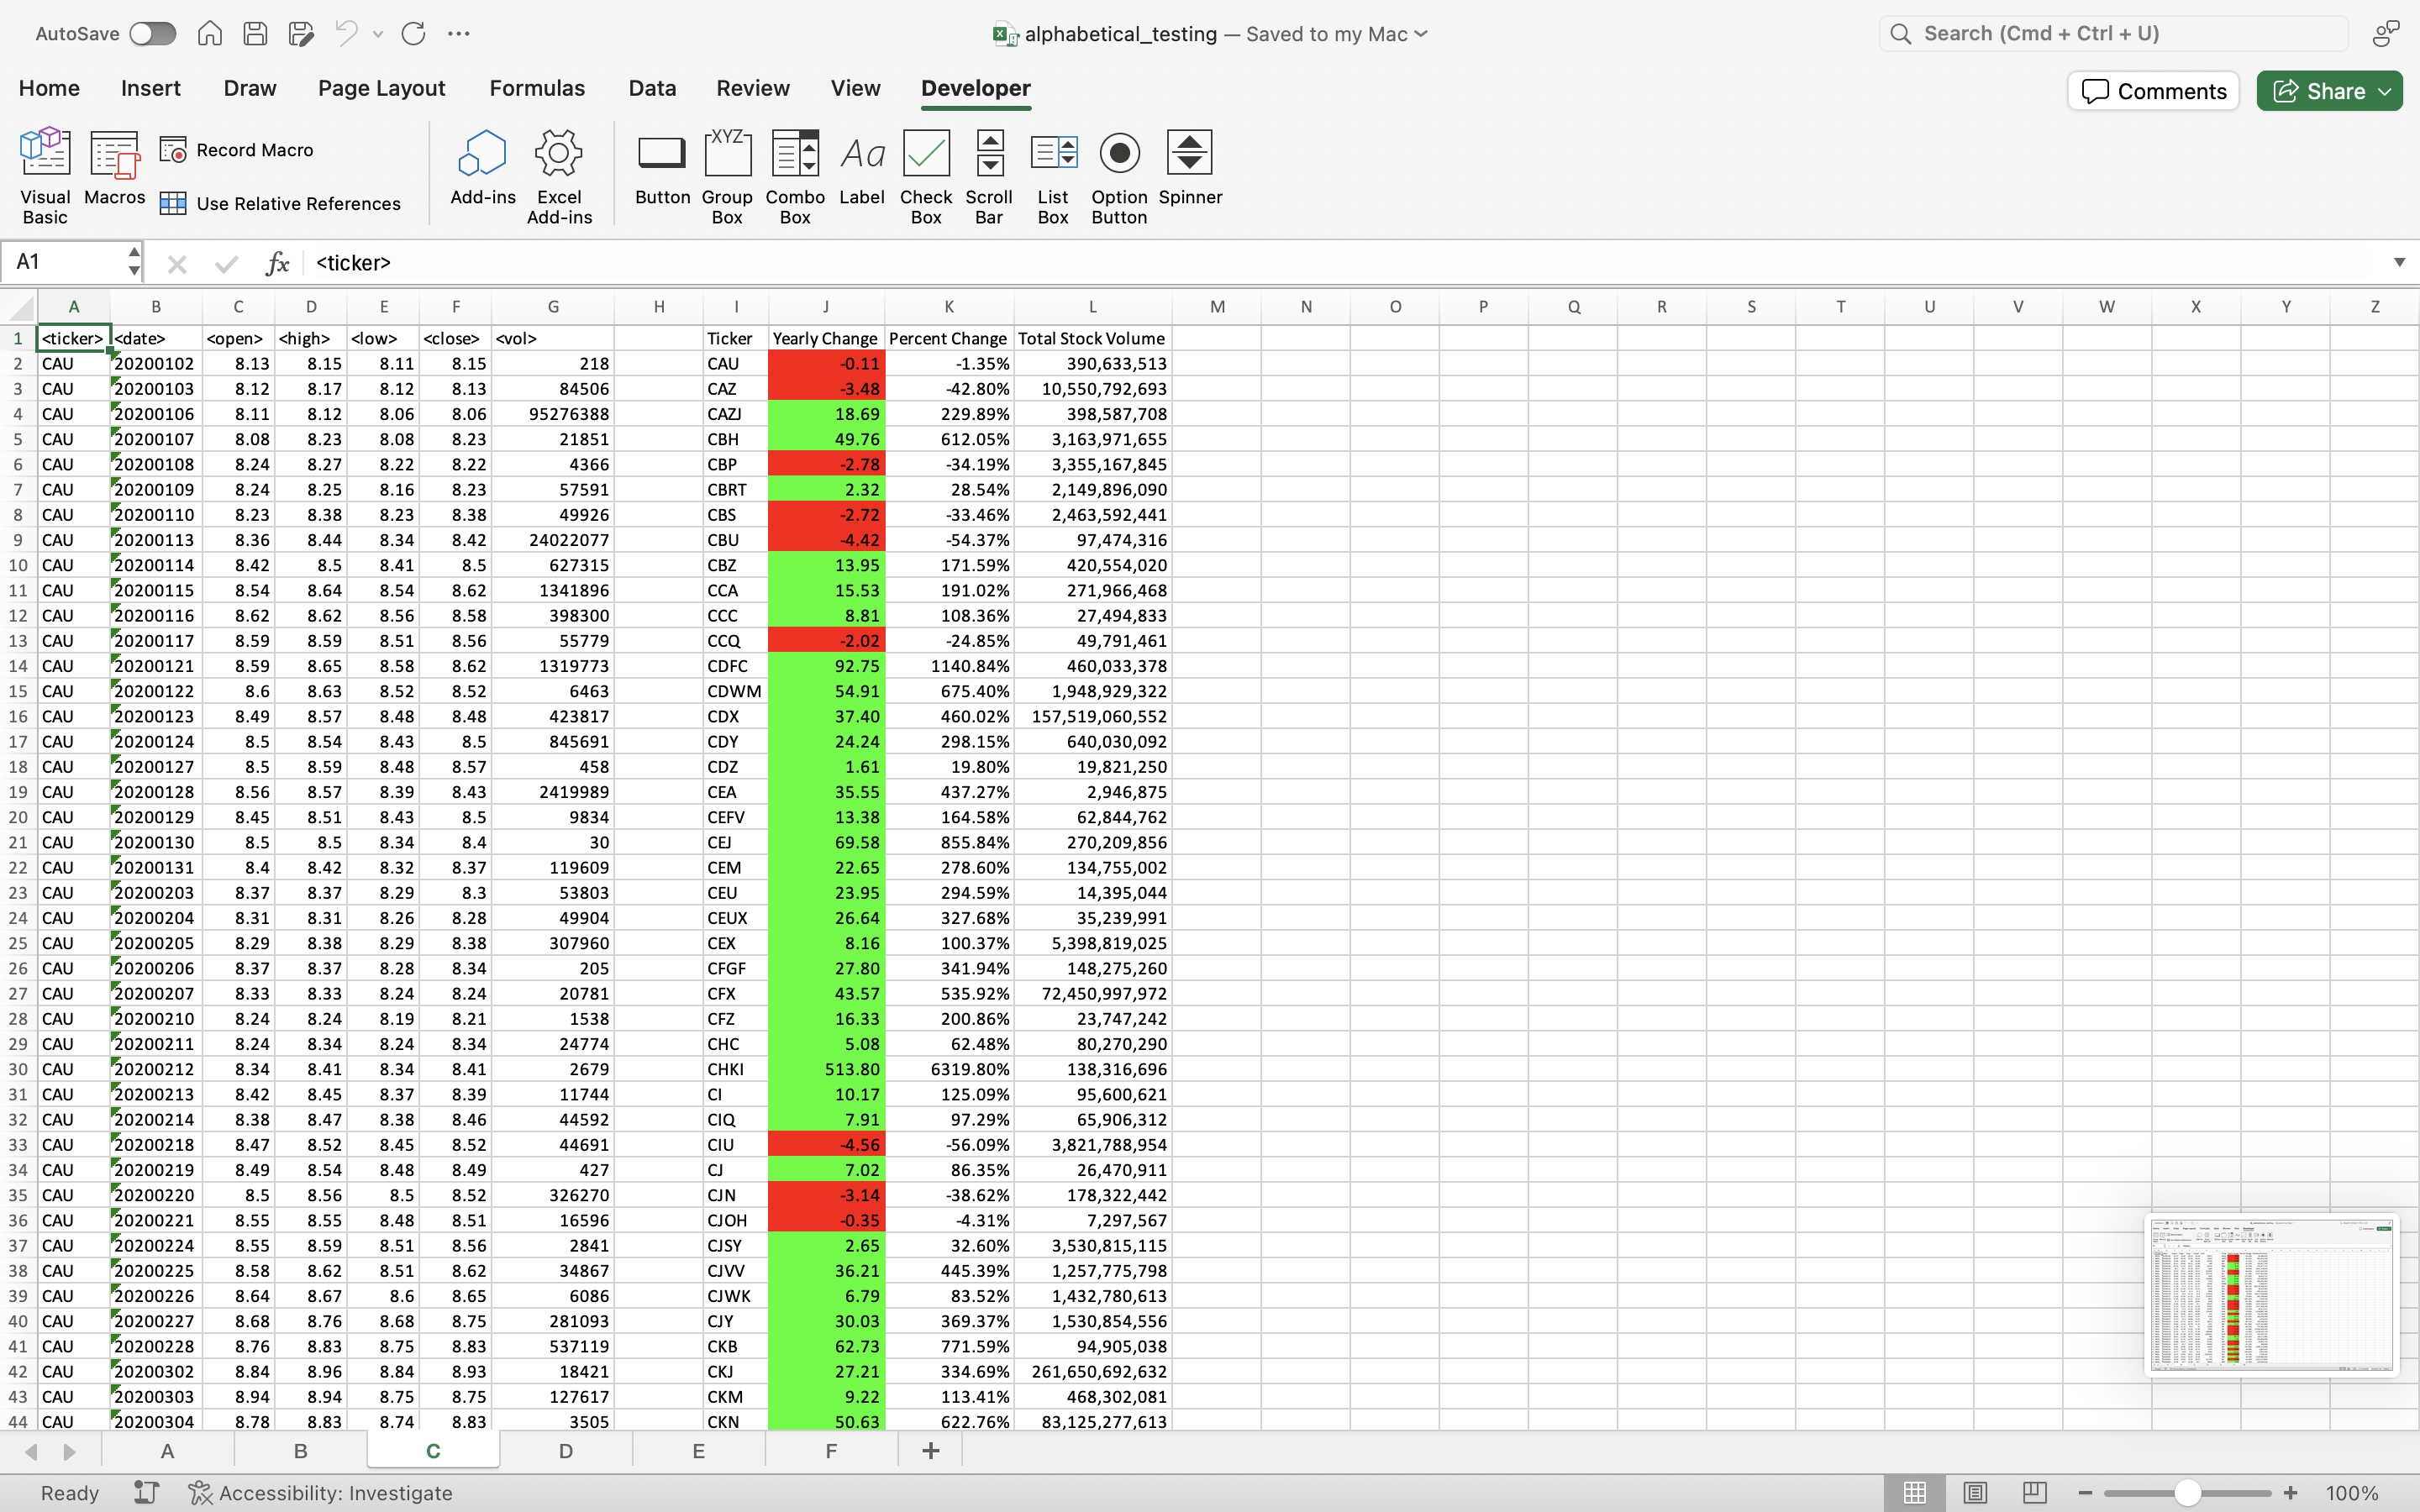 AutoSave
alphabetical_testing — Saved to my Mac
Search (Cmd + Ctrl + U)
Home Insert Draw Page Layout Formulas Data Review View Developer
Comments Share
Visual Basic
Macros
Record Macro
Use Relative References
Add-ins
Excel Add-ins
Button
XYZ
Group Box
Combo Box
Aa
Label
Check Box
Scroll Bar
List Box
Option Button
Spinner
A1 fx <ticker>
A B C D E F G H I J K L M N O P Q R S T U V W X Y Z
1 <ticker> <date> <open> <high> <low> <close> <vol> Ticker Yearly Change Percent Change Total Stock Volume
2 CAU 20200102 8.13 8.15 8.11 8.15 218 CAU -0.11 -1.35% 390,633,513
3 CAU 20200103 8.12 8.17 8.12 8.13 84506 CAZ -3.48 -42.80% 10,550,792,693
4 CAU 20200106 8.11 8.12 8.06 8.06 95276388 CAZJ 18.69 229.89% 398,587,708
5 CAU 20200107 8.08 8.23 8.08 8.23 21851 CBH 49.76 612.05% 3,163,971,655
6 CAU 20200108 8.24 8.27 8.22 8.22 4366 CBP -2.78 -34.19% 3,355,167,845
7 CAU 20200109 8.24 8.25 8.16 8.23 57591 CBRT 2.32 28.54% 2,149,896,090
8 CAU 20200110 8.23 8.38 8.23 8.38 49926 CBS -2.72 -33.46% 2,463,592,441
9 CAU 20200113 8.36 8.44 8.34 8.42 24022077 CBU -4.42 -54.37% 97,474,316
10 CAU 20200114 8.42 8.5 8.41 8.5 627315 CBZ 13.95 171.59% 420,554,020
11 CAU 20200115 8.54 8.64 8.54 8.62 1341896 CCA 15.53 191.02% 271,966,468
12 CAU 20200116 8.62 8.62 8.56 8.58 398300 CCC 8.81 108.36% 27,494,833
13 CAU 20200117 8.59 8.59 8.51 8.56 55779 CCQ -2.02 -24.85% 49,791,461
14 CAU 20200121 8.59 8.65 8.58 8.62 1319773 CDFC 92.75 1140.84% 460,033,378
15 CAU 20200122 8.6 8.63 8.52 8.52 6463 CDWM 54.91 675.40% 1,948,929,322
16 CAU 20200123 8.49 8.57 8.48 8.48 423817 CDX 37.40 460.02% 157,519,060,552
17 CAU 20200124 8.5 8.54 8.43 8.5 845691 CDY 24.24 298.15% 640,030,092
18 CAU 20200127 8.5 8.59 8.48 8.57 458 CDZ 1.61 19.80% 19,821,250
19 CAU 20200128 8.56 8.57 8.39 8.43 2419989 CEA 35.55 437.27% 2,946,875
20 CAU 20200129 8.45 8.51 8.43 8.5 9834 CEFV 13.38 164.58% 62,844,762
21 CAU 20200130 8.5 8.5 8.34 8.4 30 CEJ 69.58 855.84% 270,209,856
22 CAU 20200131 8.4 8.42 8.32 8.37 119609 CEM 22.65 278.60% 134,755,002
23 CAU 20200203 8.37 8.37 8.29 8.3 53803 CEU 23.95 294.59% 14,395,044
24 CAU 20200204 8.31 8.31 8.26 8.28 49904 CEUX 26.64 327.68% 35,239,991
25 CAU 20200205 8.29 8.38 8.29 8.38 307960 CEX 8.16 100.37% 5,398,819,025
26 CAU 20200206 8.37 8.37 8.28 8.34 205 CFGF 27.80 341.94% 148,275,260
27 CAU 20200207 8.33 8.33 8.24 8.24 20781 CFX 43.57 535.92% 72,450,997,972
28 CAU 20200210 8.24 8.24 8.19 8.21 1538 CFZ 16.33 200.86% 23,747,242
29 CAU 20200211 8.24 8.34 8.24 8.34 24774 CHC 5.08 62.48% 80,270,290
30 CAU 20200212 8.34 8.41 8.34 8.41 2679 CHKI 513.80 6319.80% 138,316,696
31 CAU 20200213 8.42 8.45 8.37 8.39 11744 CI 10.17 125.09% 95,600,621
32 CAU 20200214 8.38 8.47 8.38 8.46 44592 CIQ 7.91 97.29% 65,906,312
33 CAU 20200218 8.47 8.52 8.45 8.52 44691 CIU -4.56 -56.09% 3,821,788,954
34 CAU 20200219 8.49 8.54 8.48 8.49 427 CJ 7.02 86.35% 26,470,911
35 CAU 20200220 8.5 8.56 8.5 8.52 326270 CJN -3.14 -38.62% 178,322,442
36 CAU 20200221 8.55 8.55 8.48 8.51 16596 CJOH -0.35 -4.31% 7,297,567
37 CAU 20200224 8.55 8.59 8.51 8.56 2841 CJSY 2.65 32.60% 3,530,815,115
38 CAU 20200225 8.58 8.62 8.51 8.62 34867 CJVV 36.21 445.39% 1,257,775,798
39 CAU 20200226 8.64 8.67 8.6 8.65 6086 CJWK 6.79 83.52% 1,432,780,613
40 CAU 20200227 8.68 8.76 8.68 8.75 281093 CJY 30.03 369.37% 1,530,854,556
41 CAU 20200228 8.76 8.83 8.75 8.83 537119 CKB 62.73 771.59% 94,905,038
42 CAU 20200302 8.84 8.96 8.84 8.93 18421 CKJ 27.21 334.69% 261,650,692,632
43 CAU 20200303 8.94 8.94 8.75 8.75 127617 CKM 9.22 113.41% 468,302,081
44 CAU 20200304 8.78 8.83 8.74 8.83 3505 CKN 50.63 622.76% 83,125,277,613
A B C D E F +
Ready Accessibility: Investigate 100%